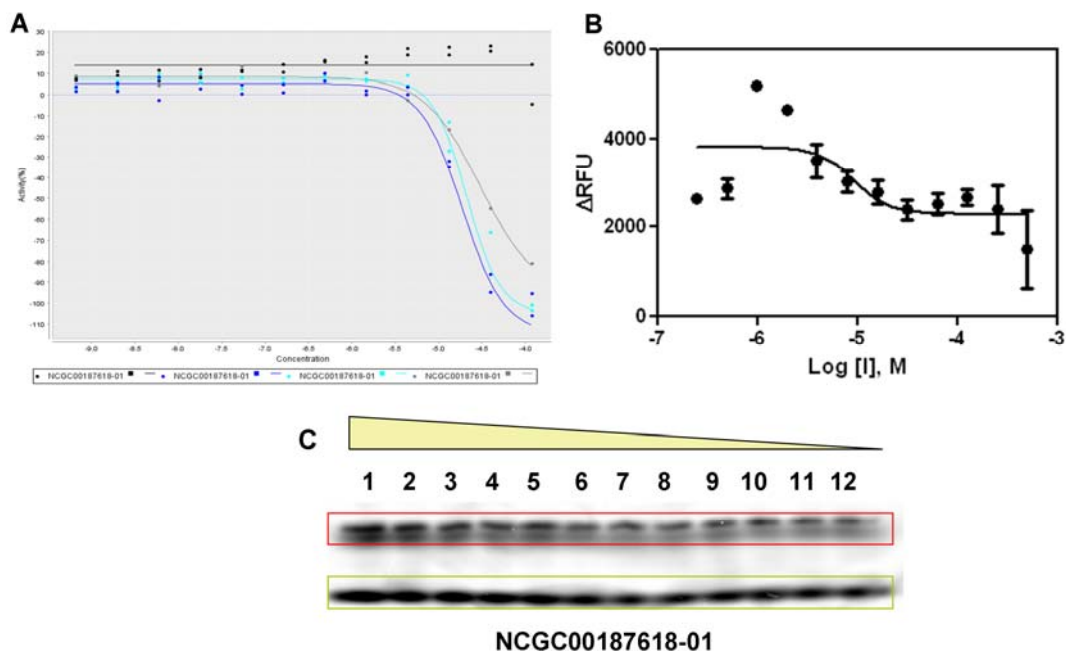 A
30
20
10
0
-10
-20
-30
-40
-50
-60
-70
-80
-90
-100
-110
Activity(%)
-9.0 -8.5 -8.0 -7.5 -7.0 -6.5 -6.0 -5.5 -5.0 -4.5 -4.0
Concentration
NCGC00187618-01 NCGC00187618-01 NCGC00187618-01 NCGC00187618-01
B
6000
4000
2000
0
ΔRFU
-7 -6 -5 -4 -3
Log [I], M
C
1 2 3 4 5 6 7 8 9 10 11 12
NCGC00187618-01